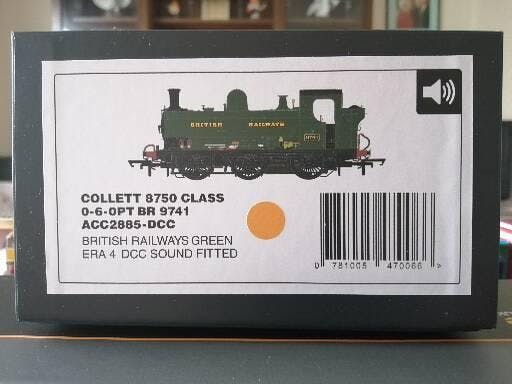 BRITISH RAILWAYS
COLLETT 8750 CLASS
0-6-0PT BR 9741
ACC2885-DCC
BRITISH RAILWAYS GREEN
ERA 4 DCC SOUND FITTED
0 781005 470066 >